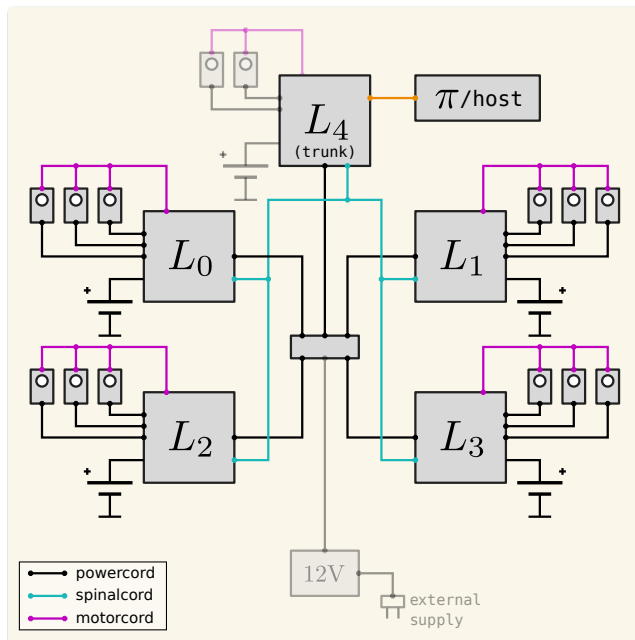 π/host
L4
(trunk)
+
+
L0
L1
+
+
L2
L3
+
+
12V
external
supply
powercord
spinalcord
motorcord